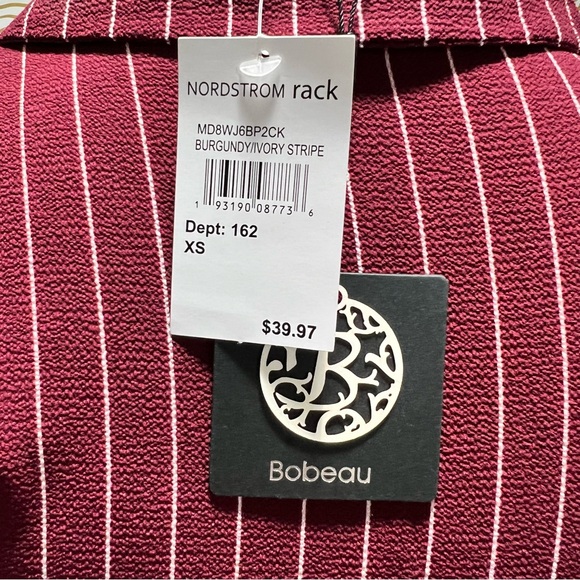 NORDSTROM rack
MD8WJ6BP2CK
BURGUNDY/IVORY STRIPE
1 93190 08773 6
Dept: 162
XS
$39.97
B
Bobeau